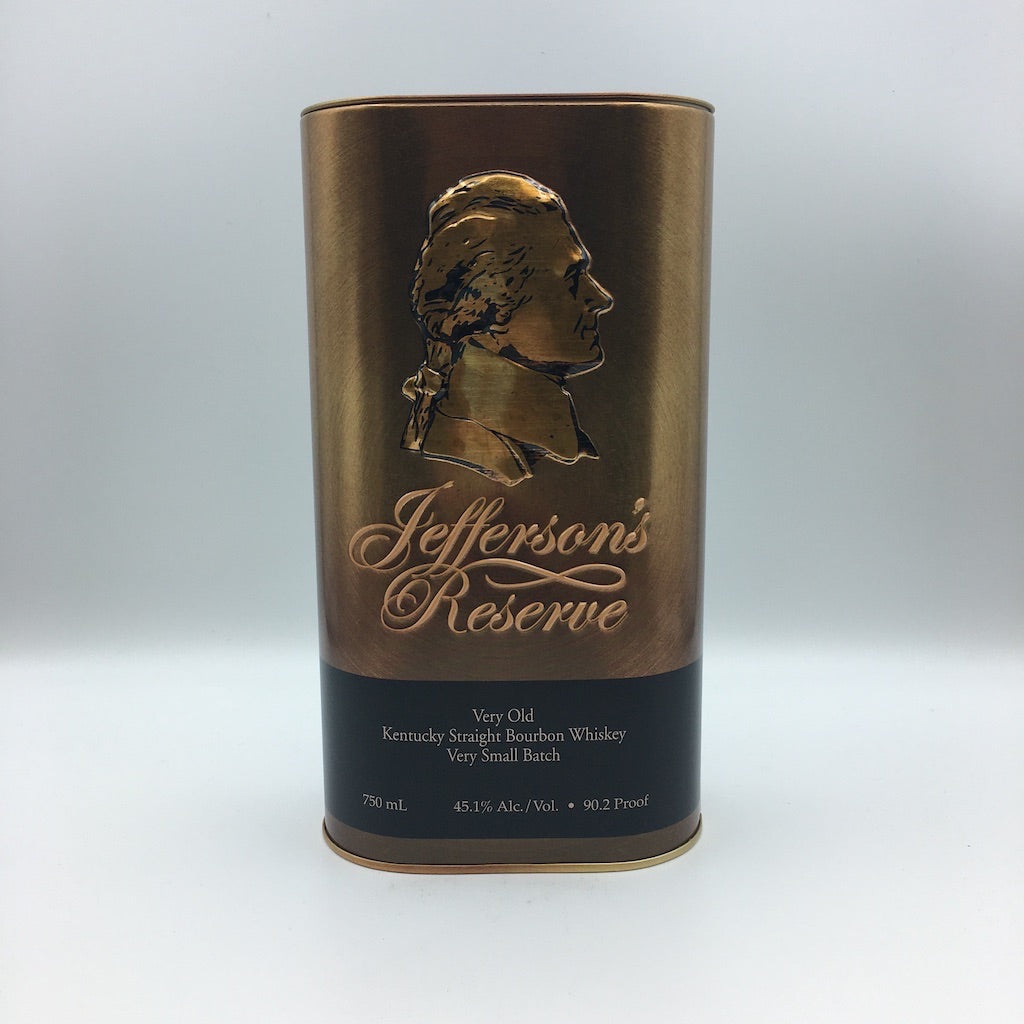 Jefferson's
Reserve
Very Old
Kentucky Straight Bourbon Whiskey
Very Small Batch
750 mL 45.1% Alc./Vol. • 90.2 Proof